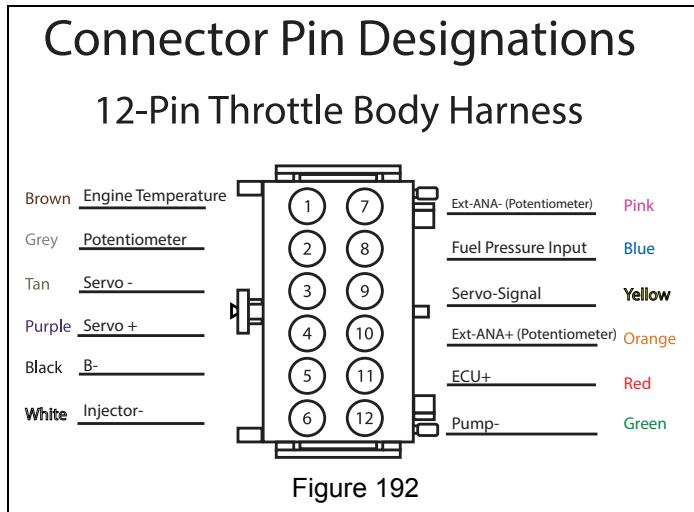 Connector Pin Designations
12-Pin Throttle Body Harness
Brown Engine Temperature 1 7 Ext-ANA- (Potentiometer) Pink
Grey Potentiometer 2 8 Fuel Pressure Input Blue
Tan Servo - 3 9 Servo-Signal Yellow
Purple Servo + 4 10 Ext-ANA+ (Potentiometer) Orange
Black B- 5 11 ECU+ Red
White Injector- 6 12 Pump- Green
Figure 192